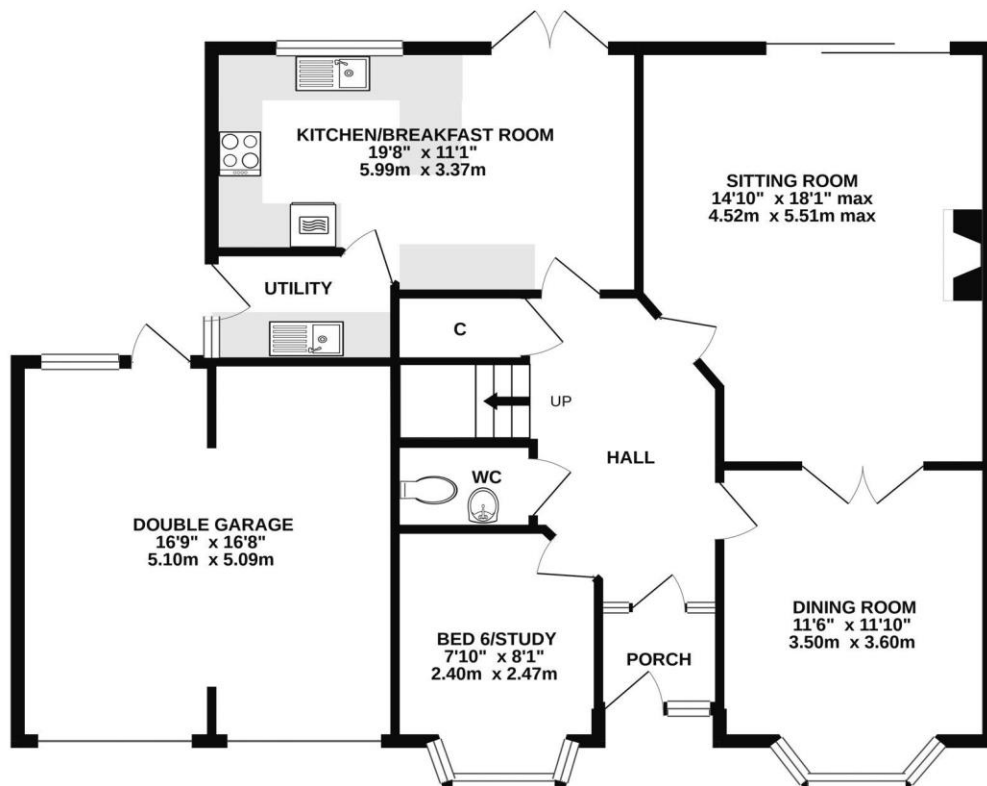 KITCHEN/BREAKFAST ROOM
19'8" x 11'1"
5.99m x 3.37m
SITTING ROOM
14'10" x 18'1" max
4.52m x 5.51m max
UTILITY
C
UP
HALL
WC
DOUBLE GARAGE
16'9" x 16'8"
5.10m x 5.09m
BED 6/STUDY
7'10" x 8'1"
2.40m x 2.47m
PORCH
DINING ROOM
11'6" x 11'10"
3.50m x 3.60m